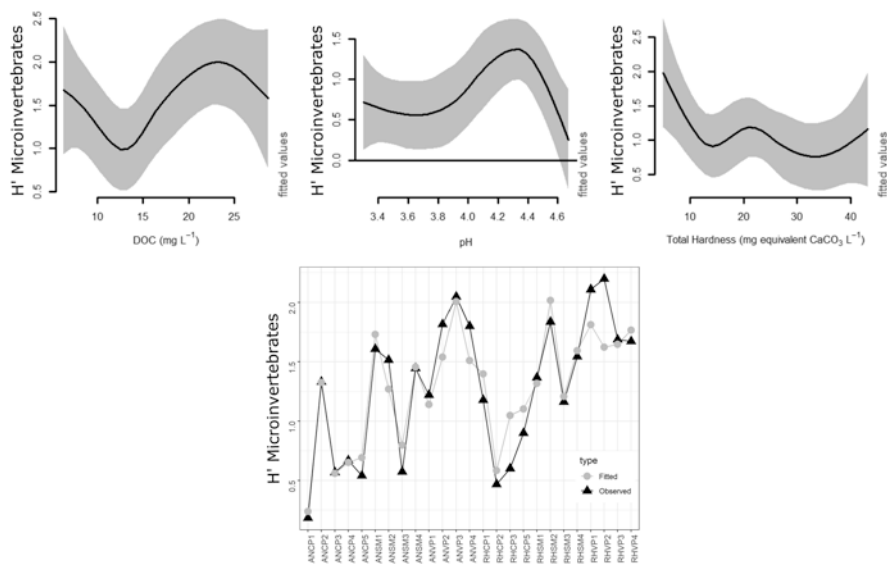 H' Microinvertebrates
2.5
2.0
1.5
1.0
0.5
10 15 20 25
DOC (mg L⁻¹)
fitted values
H' Microinvertebrates
1.5
1.0
0.5
0.0
3.4 3.6 3.8 4.0 4.2 4.4 4.6
pH
fitted values
H' Microinvertebrates
2.5
2.0
1.5
1.0
0.5
10 20 30 40
Total Hardness (mg equivalent CaCO₃ L⁻¹)
fitted values
H' Microinvertebrates
2.0
1.5
1.0
0.5
type
Fitted
Observed
ANCP1
ANCP2
ANCP3
ANCP4
ANCP5
ANSM1
ANSM2
ANSM3
ANSM4
ANVP1
ANVP2
ANVP3
ANVP4
RHCP1
RHCP2
RHCP3
RHCP5
RHSM1
RHSM2
RHSM3
RHSM4
RHVP1
RHVP2
RHVP3
RHVP4